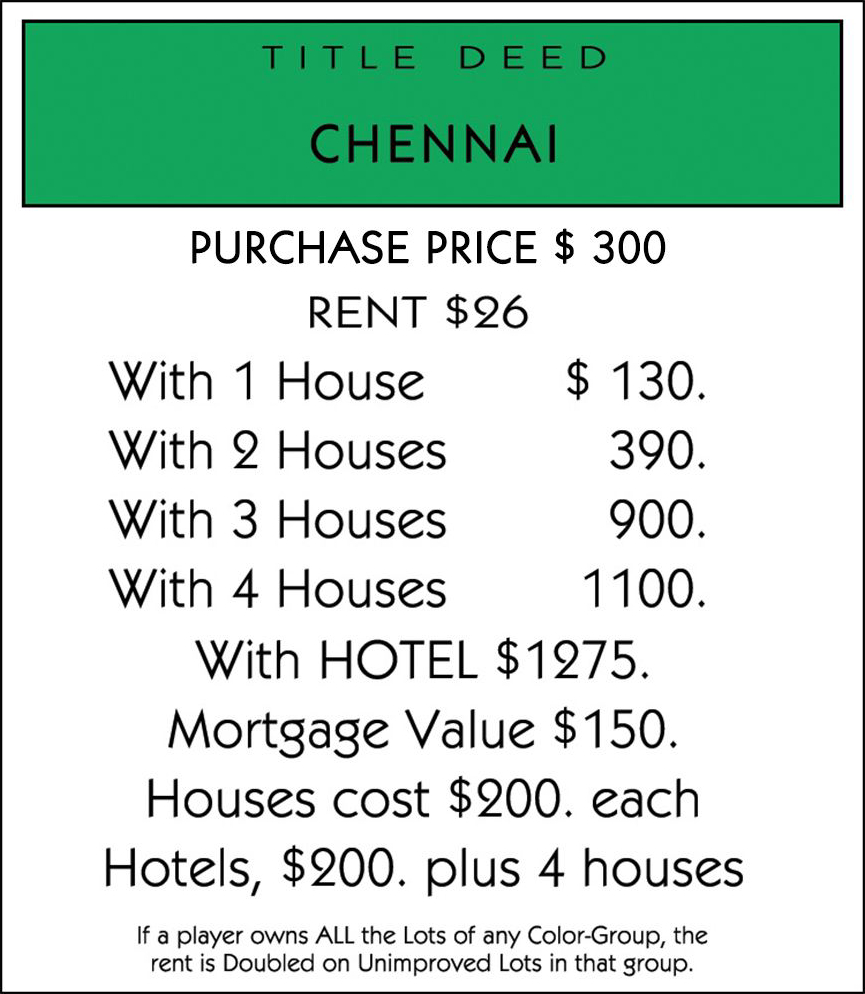 TITLE DEED
CHENNAI
PURCHASE PRICE $ 300
RENT $26
With 1 House $ 130.
With 2 Houses 390.
With 3 Houses 900.
With 4 Houses 1100.
With HOTEL $1275.
Mortgage Value $150.
Houses cost $200. each
Hotels, $200. plus 4 houses
If a player owns ALL the Lots of any Color-Group, the
rent is Doubled on Unimproved Lots in that group.